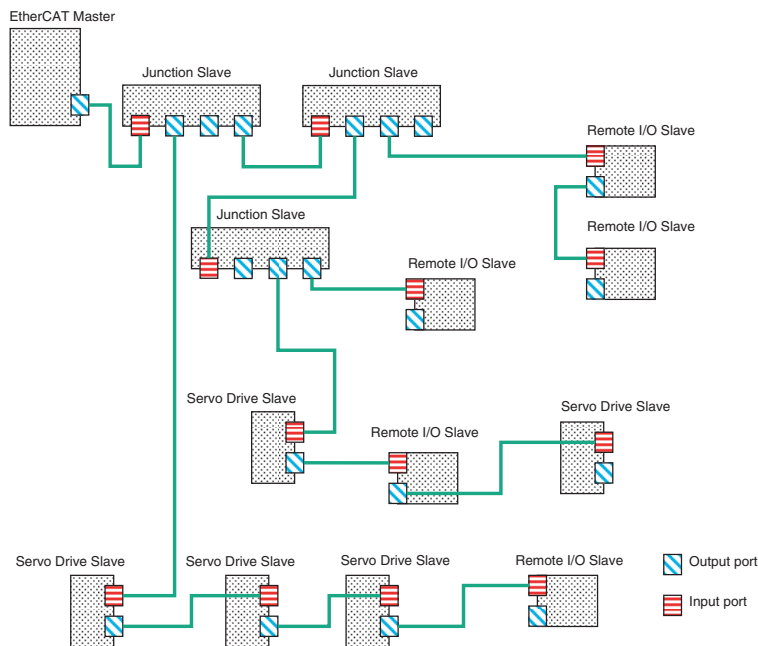 EtherCAT Master
Junction Slave
Junction Slave
Remote I/O Slave
Remote I/O Slave
Junction Slave
Remote I/O Slave
Servo Drive Slave
Remote I/O Slave
Servo Drive Slave
Servo Drive Slave
Servo Drive Slave
Servo Drive Slave
Remote I/O Slave
Output port
Input port